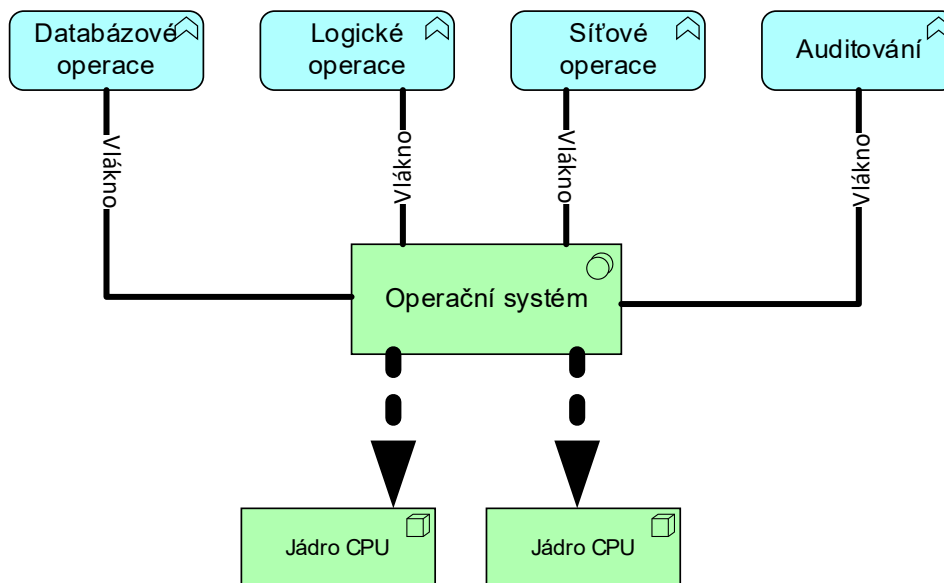 Databázové
operace
Logické
operace
Síťové
operace
Auditování
Vlákno
Vlákno
Vlákno
Vlákno
Operační systém
Jádro CPU
Jádro CPU